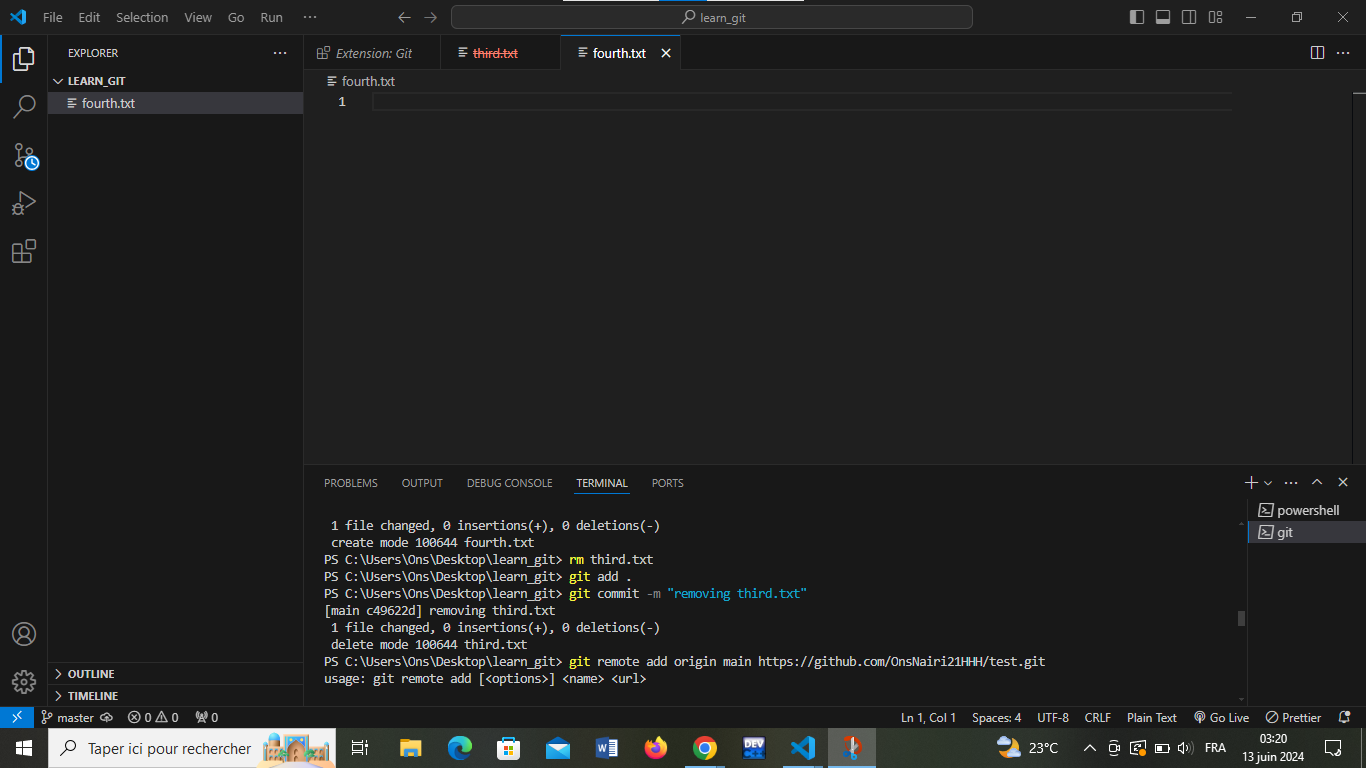 File Edit Selection View Go Run ··· learn_git
EXPLORER ···
LEARN_GIT
fourth.txt
OUTLINE
TIMELINE
Extension: Git third.txt fourth.txt
fourth.txt
1
PROBLEMS OUTPUT DEBUG CONSOLE TERMINAL PORTS
1 file changed, 0 insertions(+), 0 deletions(-)
create mode 100644 fourth.txt
PS C:\Users\Ons\Desktop\learn_git> rm third.txt
PS C:\Users\Ons\Desktop\learn_git> git add .
PS C:\Users\Ons\Desktop\learn_git> git commit -m "removing third.txt"
[main c49622d] removing third.txt
1 file changed, 0 insertions(+), 0 deletions(-)
delete mode 100644 third.txt
PS C:\Users\Ons\Desktop\learn_git> git remote add origin main https://github.com/OnsNairi21HHH/test.git
usage: git remote add [<options>] <name> <url>
powershell
git
master 0 0 0 Ln 1, Col 1 Spaces: 4 UTF-8 CRLF Plain Text Go Live Prettier
Taper ici pour rechercher W DEV 23°C FRA
03:20
13 juin 2024